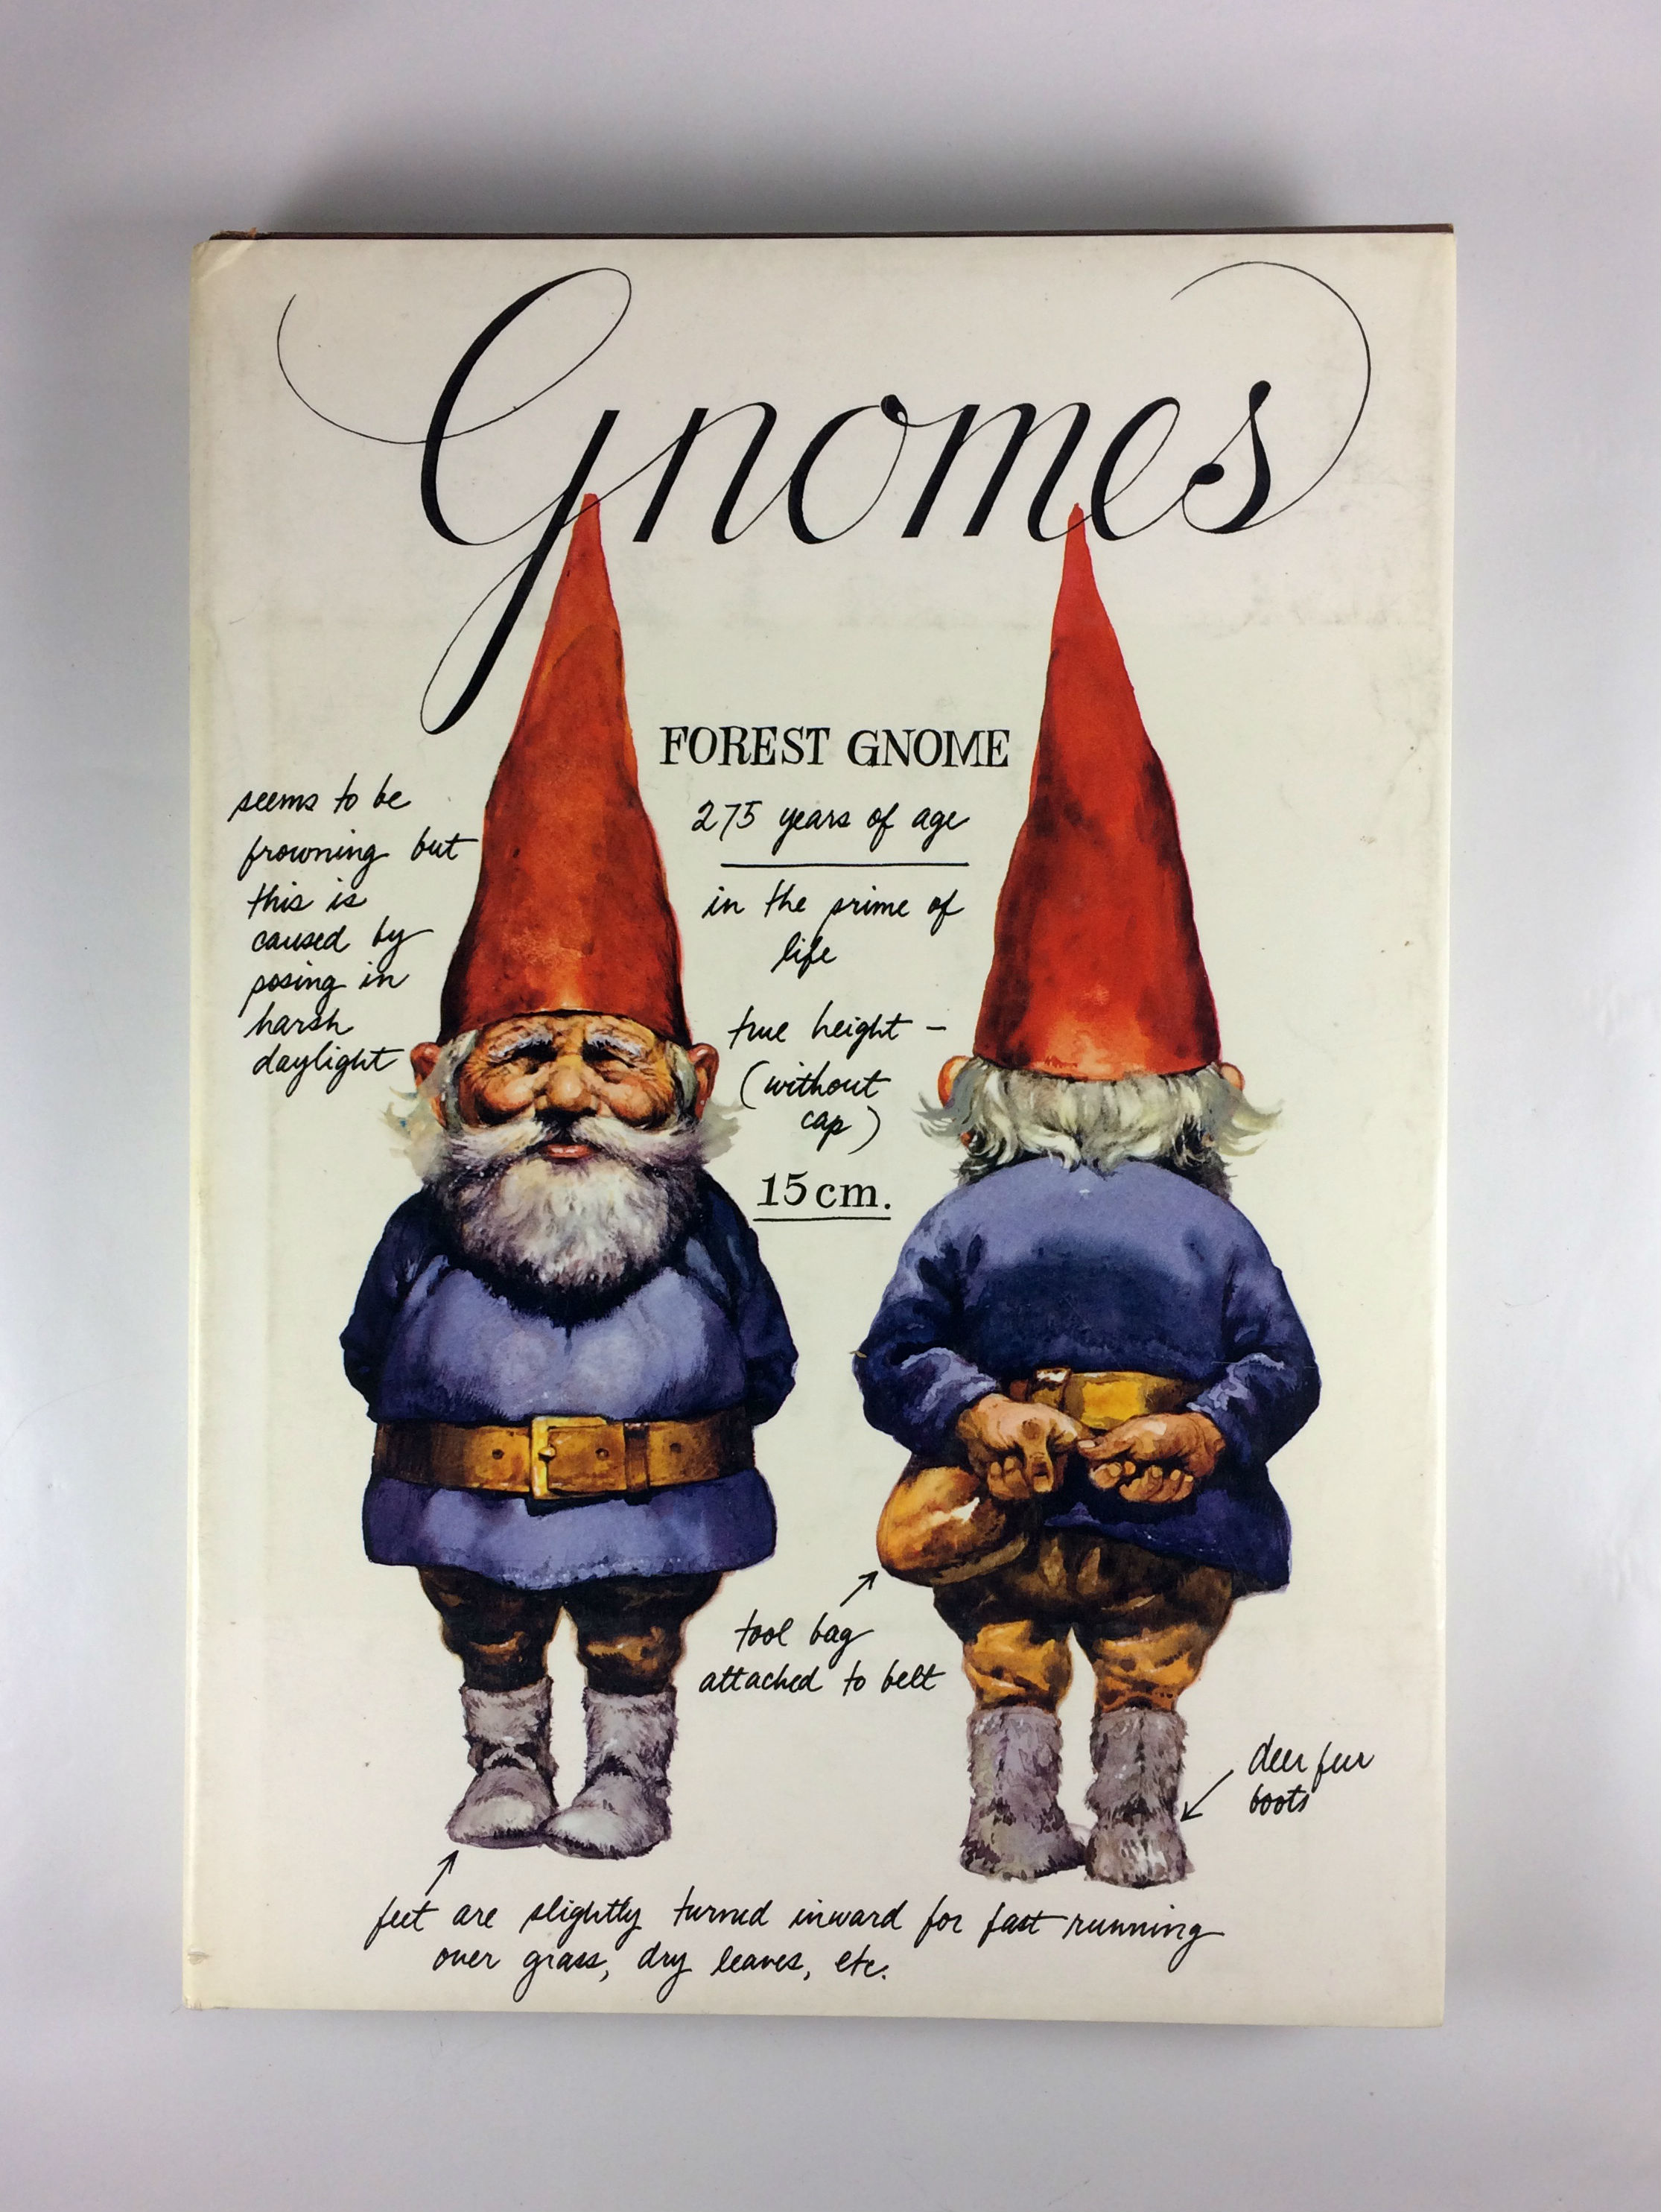 Gnomes
FOREST GNOME
275 years of age
in the prime of
life
true height –
(without
cap)
15 cm.
seems to be
frowning but
this is
caused by
posing in
harsh
daylight
tool bag
attached to belt
deer fur
boots
feet are slightly turned inward for fast running
over grass, dry leaves, etc.